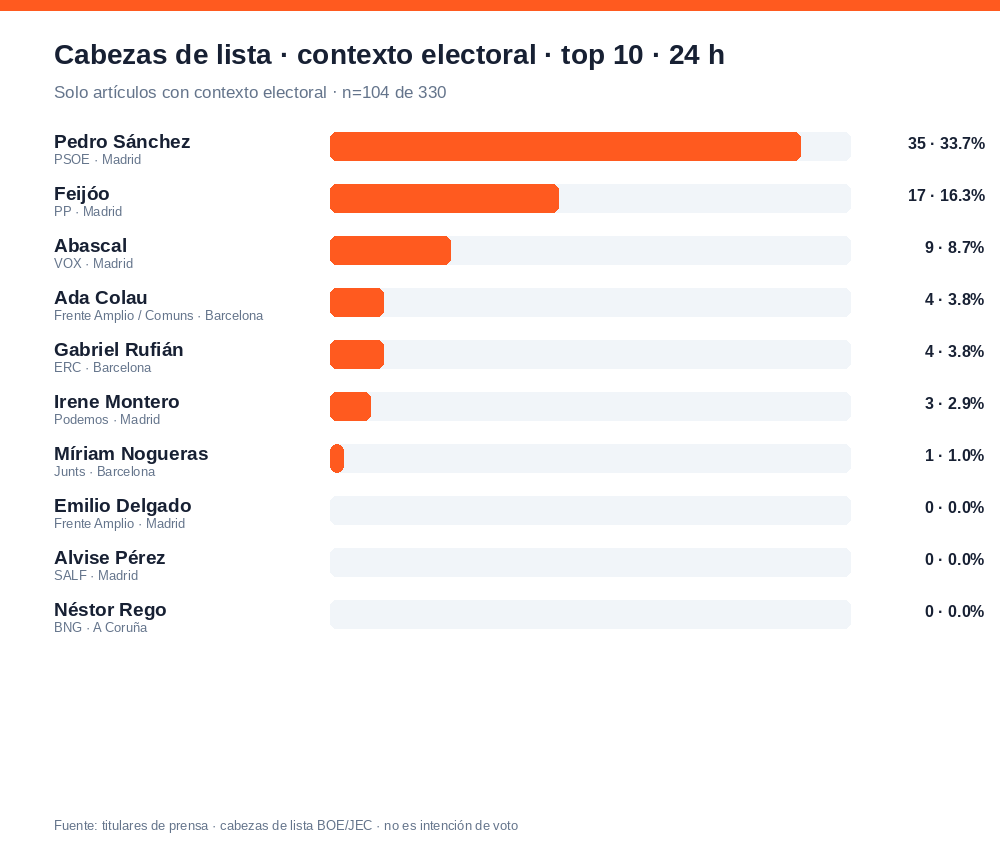 Cabezas de lista · contexto electoral · top 10 · 24 h
Solo artículos con contexto electoral · n=104 de 330
Pedro Sánchez
PSOE · Madrid
35 · 33.7%
Feijóo
PP · Madrid
17 · 16.3%
Abascal
VOX · Madrid
9 · 8.7%
Ada Colau
Frente Amplio / Comuns · Barcelona
4 · 3.8%
Gabriel Rufián
ERC · Barcelona
4 · 3.8%
Irene Montero
Podemos · Madrid
3 · 2.9%
Míriam Nogueras
Junts · Barcelona
1 · 1.0%
Emilio Delgado
Frente Amplio · Madrid
0 · 0.0%
Alvise Pérez
SALF · Madrid
0 · 0.0%
Néstor Rego
BNG · A Coruña
0 · 0.0%
Fuente: titulares de prensa · cabezas de lista BOE/JEC · no es intención de voto